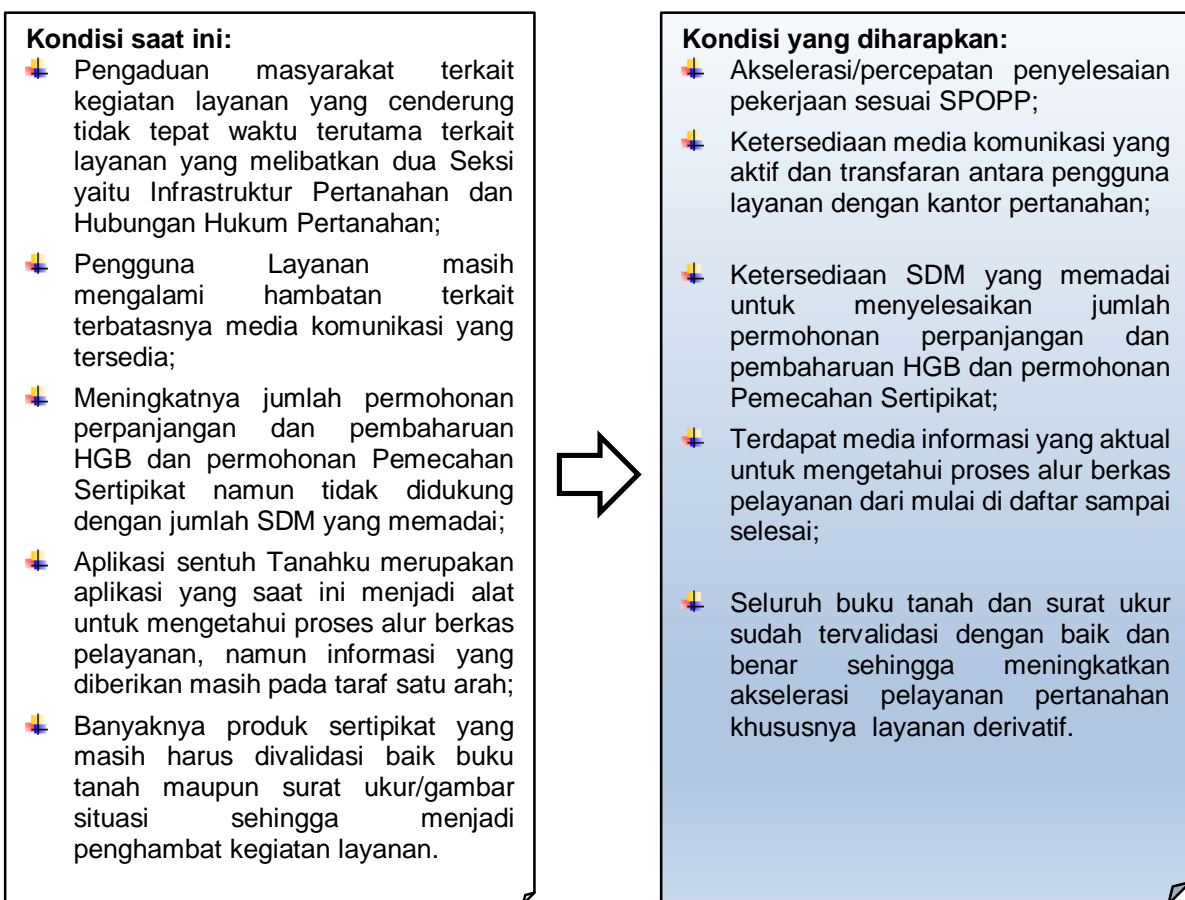 Kondisi saat ini:
Pengaduan masyarakat terkait
kegiatan layanan yang cenderung
tidak tepat waktu terutama terkait
layanan yang melibatkan dua Seksi
yaitu Infrastruktur Pertanahan dan
Hubungan Hukum Pertanahan;
Pengguna Layanan masih
mengalami hambatan terkait
terbatasnya media komunikasi yang
tersedia;
Meningkatnya jumlah permohonan
perpanjangan dan pembaharuan
HGB dan permohonan Pemecahan
Sertipikat namun tidak didukung
dengan jumlah SDM yang memadai;
Aplikasi sentuh Tanahku merupakan
aplikasi yang saat ini menjadi alat
untuk mengetahui proses alur berkas
pelayanan, namun informasi yang
diberikan masih pada taraf satu arah;
Banyaknya produk sertipikat yang
masih harus divalidasi baik buku
tanah maupun surat ukur/gambar
situasi sehingga menjadi
penghambat kegiatan layanan.
Kondisi yang diharapkan:
Akselerasi/percepatan penyelesaian
pekerjaan sesuai SPOPP;
Ketersediaan media komunikasi yang
aktif dan transfaran antara pengguna
layanan dengan kantor pertanahan;
Ketersediaan SDM yang memadai
untuk menyelesaikan jumlah
permohonan perpanjangan dan
pembaharuan HGB dan permohonan
Pemecahan Sertipikat;
Terdapat media informasi yang aktual
untuk mengetahui proses alur berkas
pelayanan dari mulai di daftar sampai
selesai;
Seluruh buku tanah dan surat ukur
sudah tervalidasi dengan baik dan
benar sehingga meningkatkan
akselerasi pelayanan pertanahan
khususnya layanan derivatif.